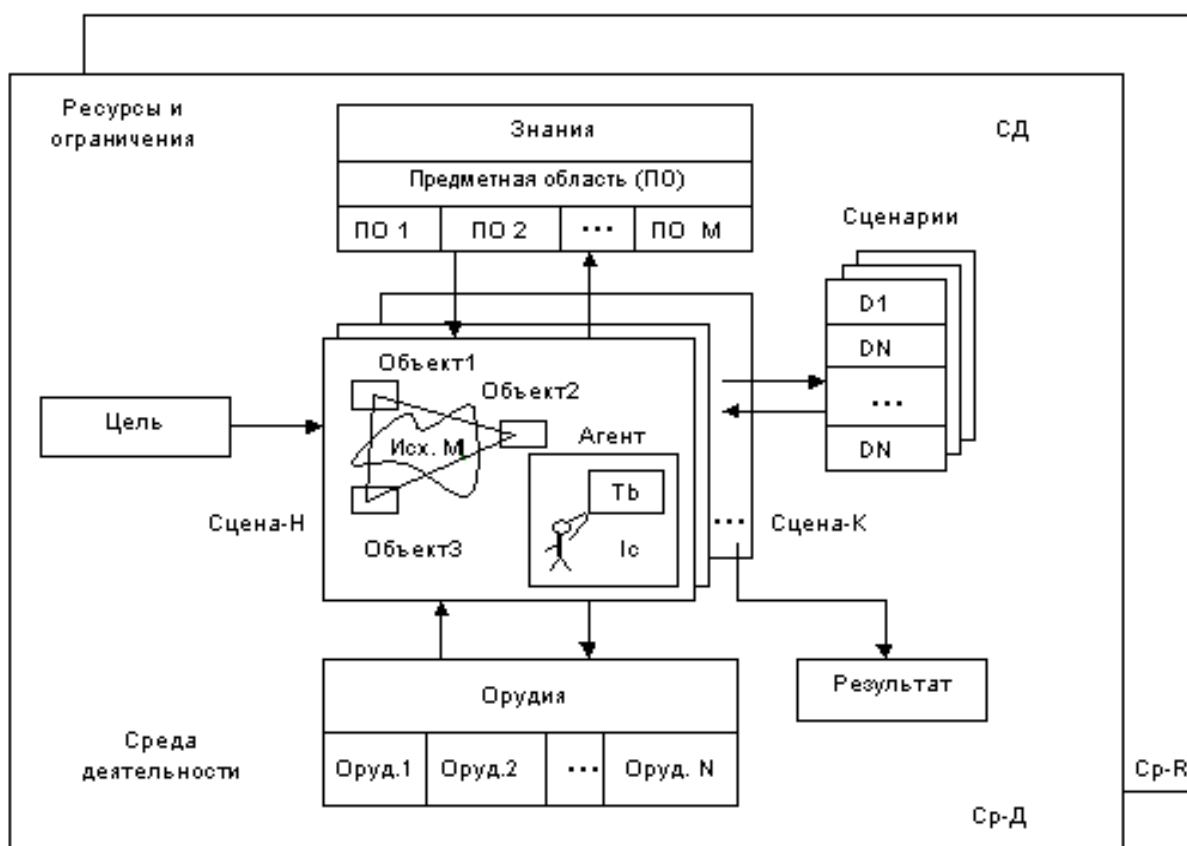 Ресурсы и
ограничения
Знания
СД
Предметная область (ПО)
ПО 1
ПО 2
...
ПО М
Сценарии
D1
DN
...
DN
Объект1
Объект2
Цель
Исх. М
Агент
Tb
Ic
Сцена-Н
...
Сцена-К
Объект3
Орудия
Результат
Среда
деятельности
Оруд.1
Оруд.2
...
Оруд. N
Ср-R
Ср-Д